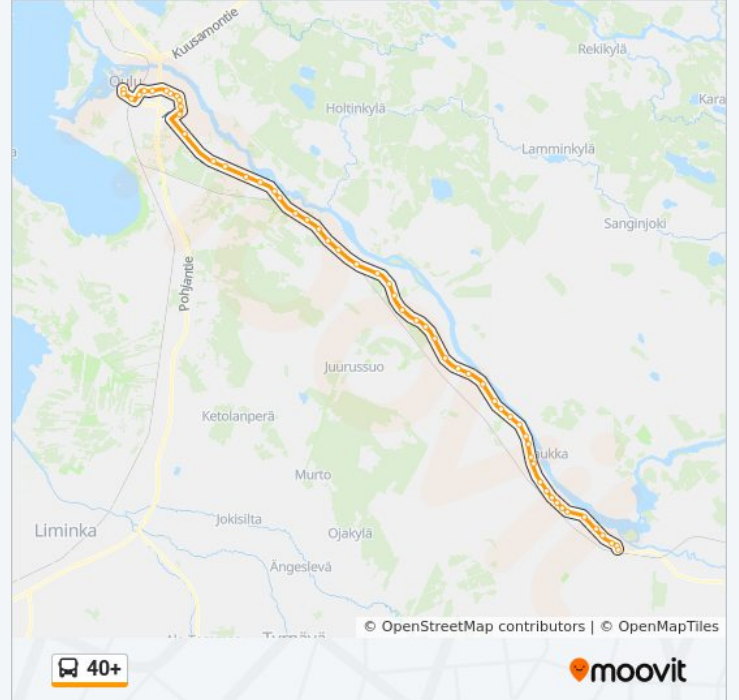 Kuusamontie
Rekikylä
Oulu
Kara
Holtinkylä
Lamminkylä
Sanginjoki
Pohjantie
Juurussuo
Ketolanperä
aukka
Murto
Jokisilta
Liminka
Ojakylä
Ängeslevä
© OpenStreetMap contributors | © OpenMapTiles
40+
moovit